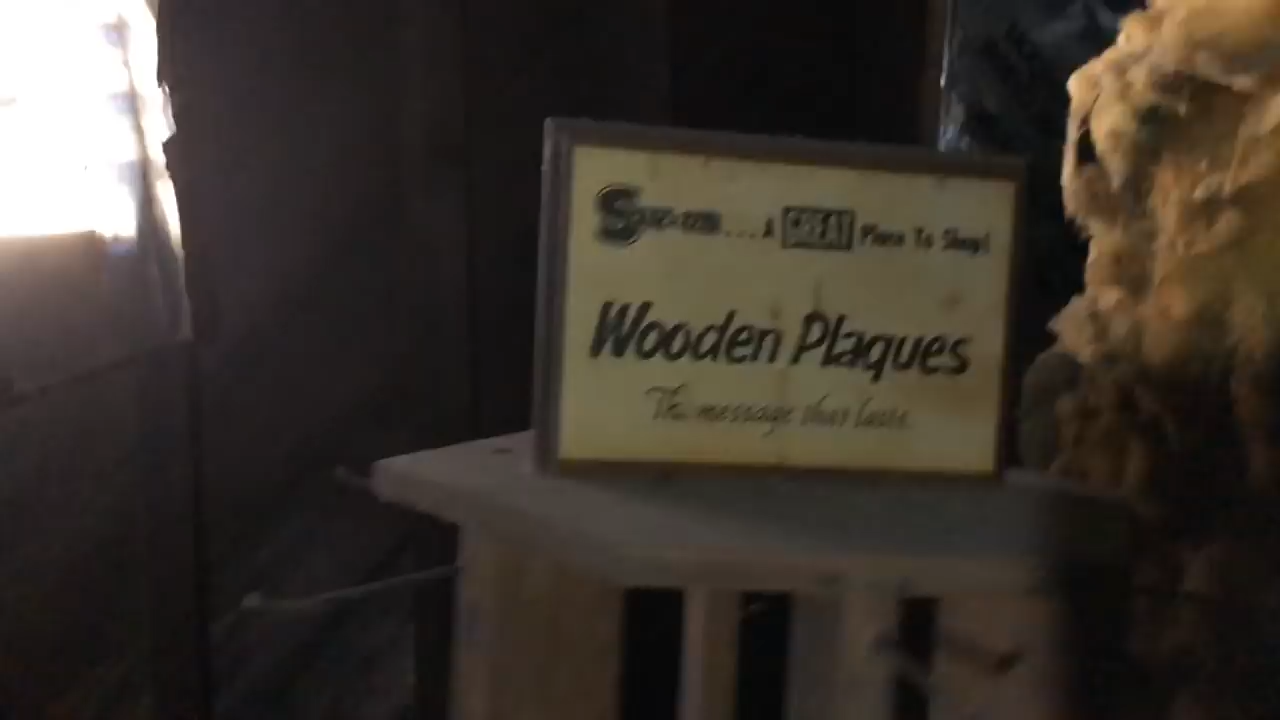 ... A GREAT Place To Shop!
Wooden Plaques
The message that lasts.